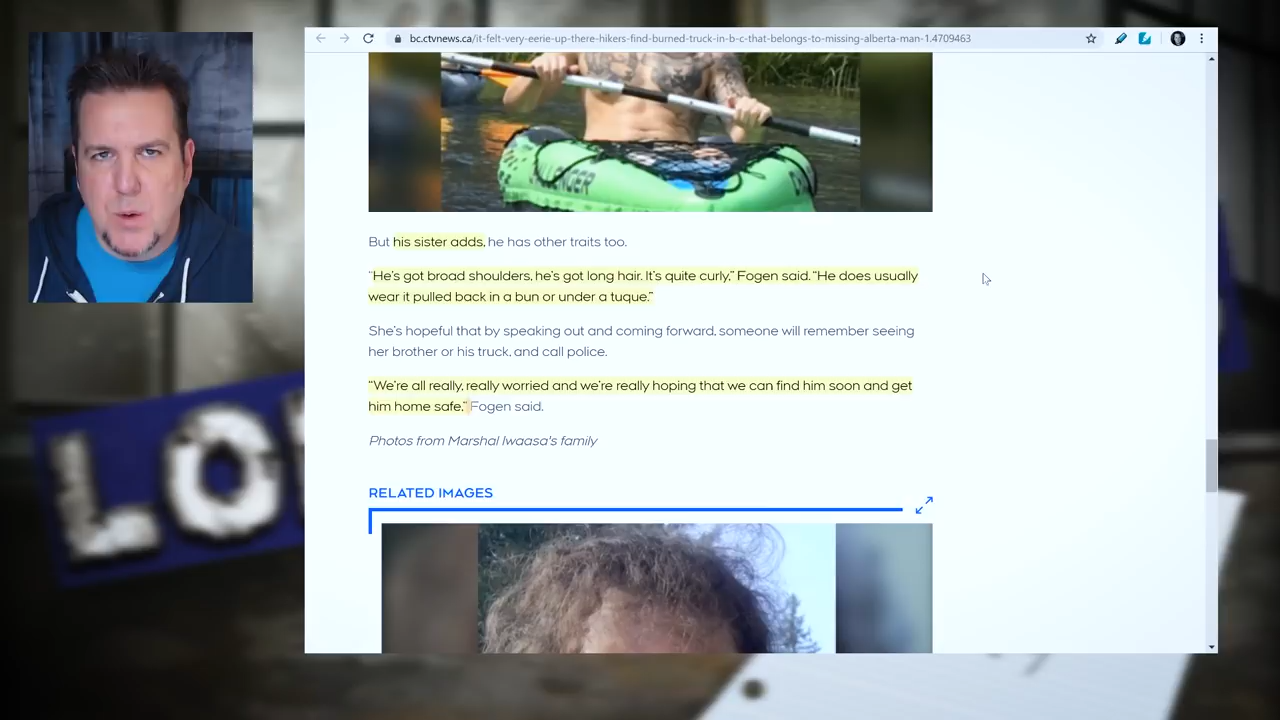 bc.ctvnews.ca/it-felt-very-eerie-up-there-hikers-find-burned-truck-in-b-c-that-belongs-to-missing-alberta-man-1.4709463
But his sister adds, he has other traits too.
“He's got broad shoulders, he's got long hair. It's quite curly,” Fogen said. “He does usually
wear it pulled back in a bun or under a tuque.”
She's hopeful that by speaking out and coming forward, someone will remember seeing
her brother or his truck, and call police.
“We're all really, really worried and we're really hoping that we can find him soon and get
him home safe.” Fogen said.
Photos from Marshal Iwaasa's family
RELATED IMAGES